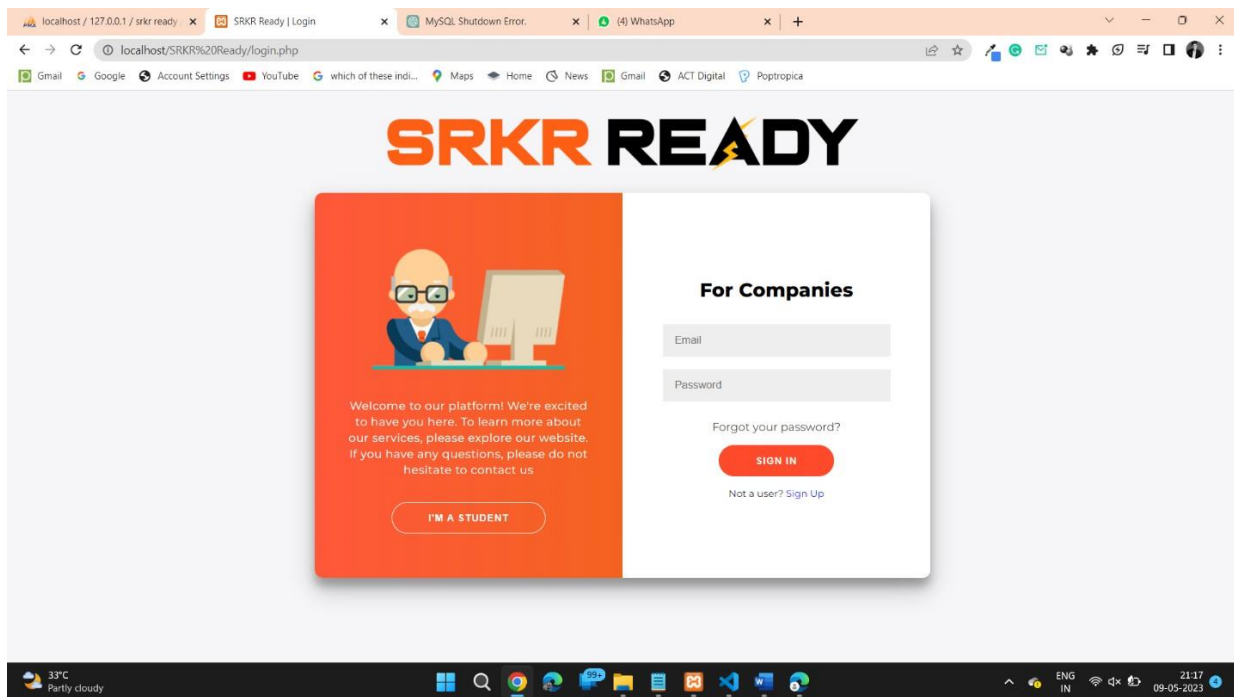 localhost / 127.0.0.1 / srkr ready
SRKR Ready | Login
MySQL Shutdown Error.
(4) WhatsApp
localhost/SRKR%20Ready/login.php
Gmail
Google
Account Settings
YouTube
which of these indi...
Maps
Home
News
Gmail
ACT Digital
Poptropica
SRKR READY
Welcome to our platform! We're excited
to have you here. To learn more about
our services, please explore our website.
If you have any questions, please do not
hesitate to contact us
I'M A STUDENT
For Companies
Email
Password
Forgot your password?
SIGN IN
Not a user? Sign Up
33°C
Partly cloudy
99+
ENG
IN
21:17
09-05-2023
4